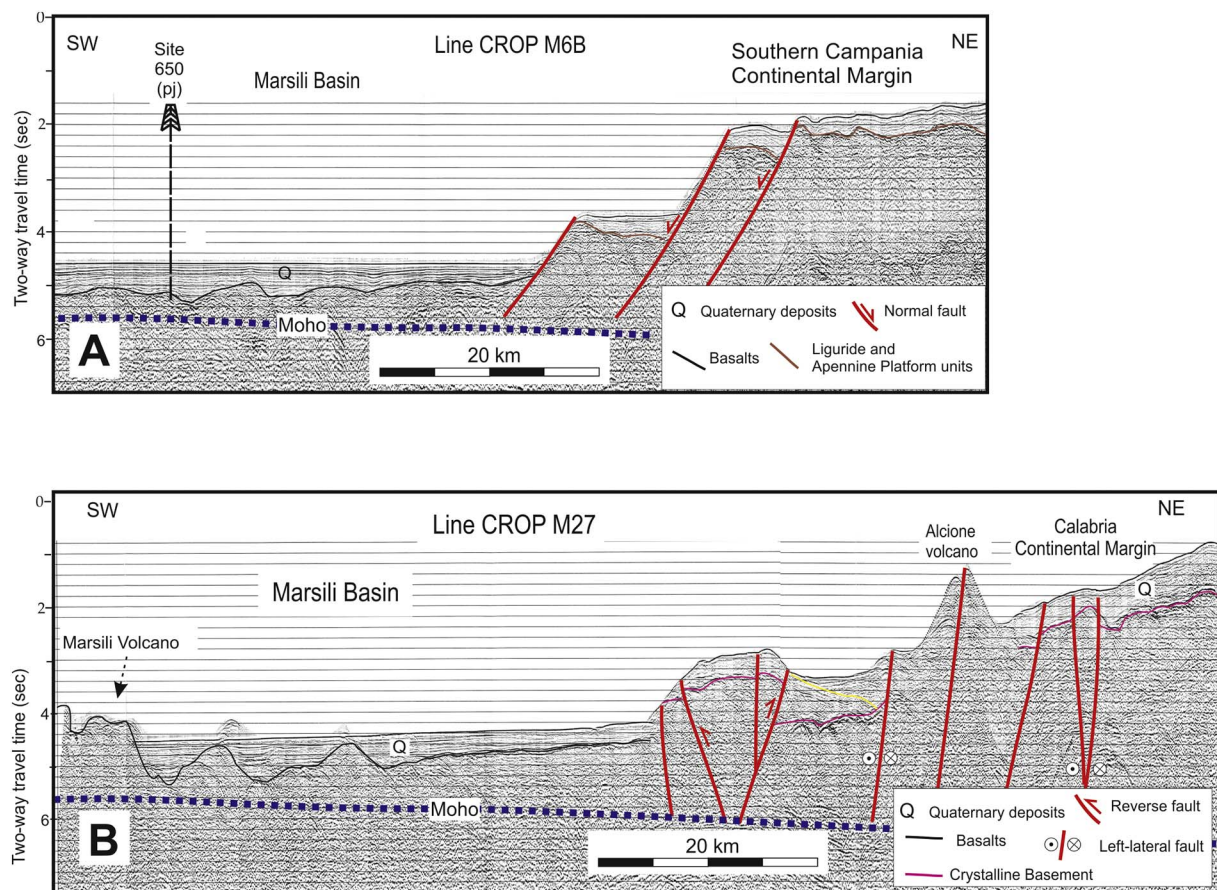 0
SW
Line CROP M6B
NE
Site
650
(pj)
Marsili Basin
Southern Campania
Continental Margin
2
Two-way travel time (sec)
4
Q
Moho
6
A
20 km
Q Quaternary deposits
Normal fault
Basalts
Liguride and
Apennine Platform units
0
SW
Line CROP M27
NE
Alcione
volcano
Calabria
Continental Margin
Marsili Basin
Q
2
Marsili Volcano
Two-way travel time (sec)
4
Q
Moho
6
B
20 km
Q Quaternary deposits
Reverse fault
Basalts
Left-lateral fault
Crystalline Basement